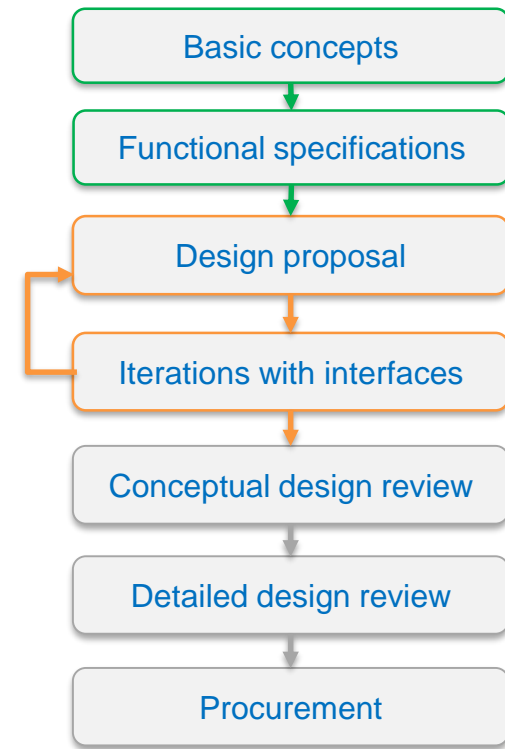 Basic concepts
Functional specifications
Design proposal
Iterations with interfaces
Conceptual design review
Detailed design review
Procurement